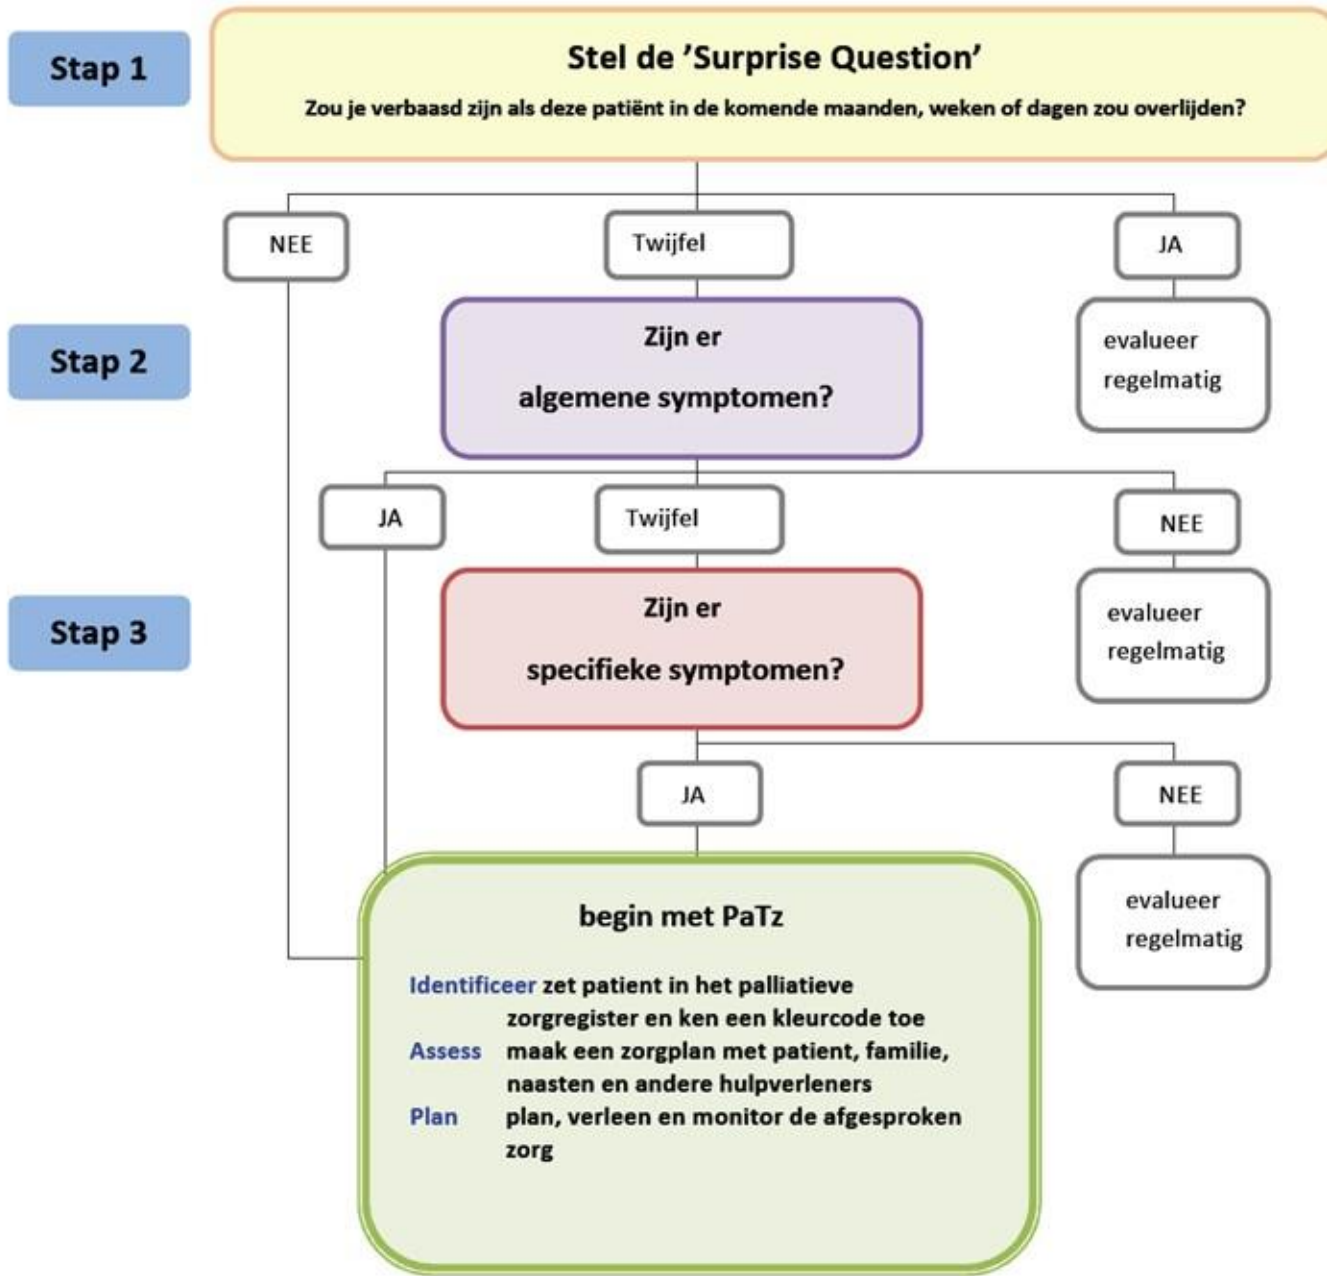 Stap 1
Stel de ’Surprise Question’
Zou je verbaasd zijn als deze patiënt in de komende maanden, weken of dagen zou overlijden?
NEE
Twijfel
JA
Stap 2
Zijn er
algemene symptomen?
evalueer
regelmatig
JA
Twijfel
NEE
Stap 3
Zijn er
specifieke symptomen?
evalueer
regelmatig
JA
NEE
evalueer
regelmatig
begin met PaTz
Identificeer zet patient in het palliatieve
zorgregister en ken een kleurcode toe
Assess maak een zorgplan met patient, familie,
naasten en andere hulpverleners
Plan plan, verleen en monitor de afgesproken
zorg